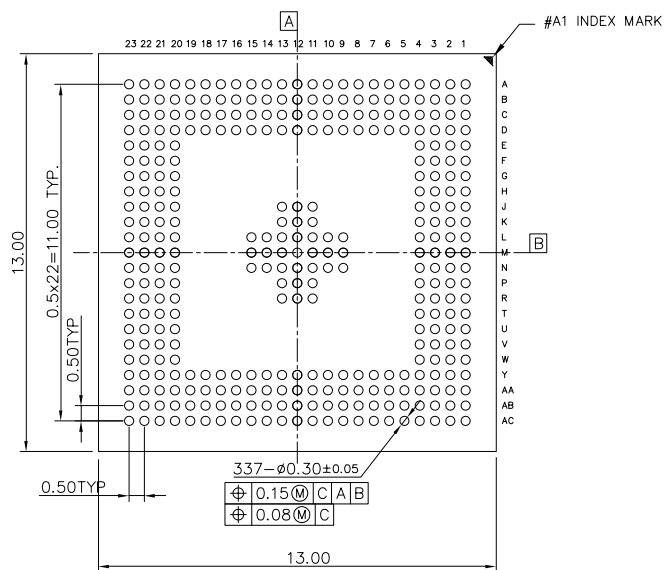 A
#A1 INDEX MARK
23 22 21 20 19 18 17 16 15 14 13 12 11 10 9 8 7 6 5 4 3 2 1
A
B
C
D
E
F
G
H
J
K
L
M
B
N
P
R
T
U
V
W
Y
AA
AB
AC
13.00
0.5x22=11.00 TYP.
0.50TYP
0.50TYP
337-ø0.30±0.05
⌖ 0.15Ⓜ C A B
⌖ 0.08Ⓜ C
13.00